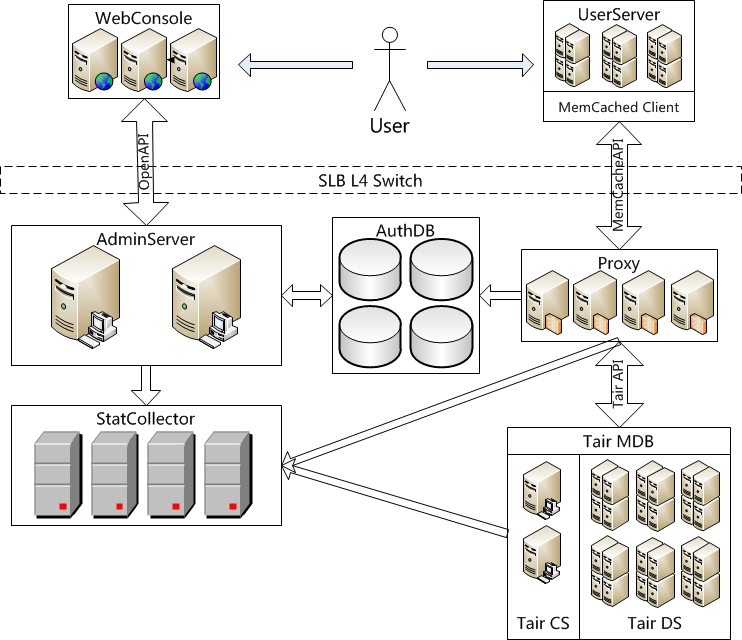 WebConsole
UserServer
MemCached Client
User
OpenAPI
MemCacheAPI
SLB L4 Switch
AdminServer
AuthDB
Proxy
Tair API
StatCollector
Tair MDB
Tair CS
Tair DS